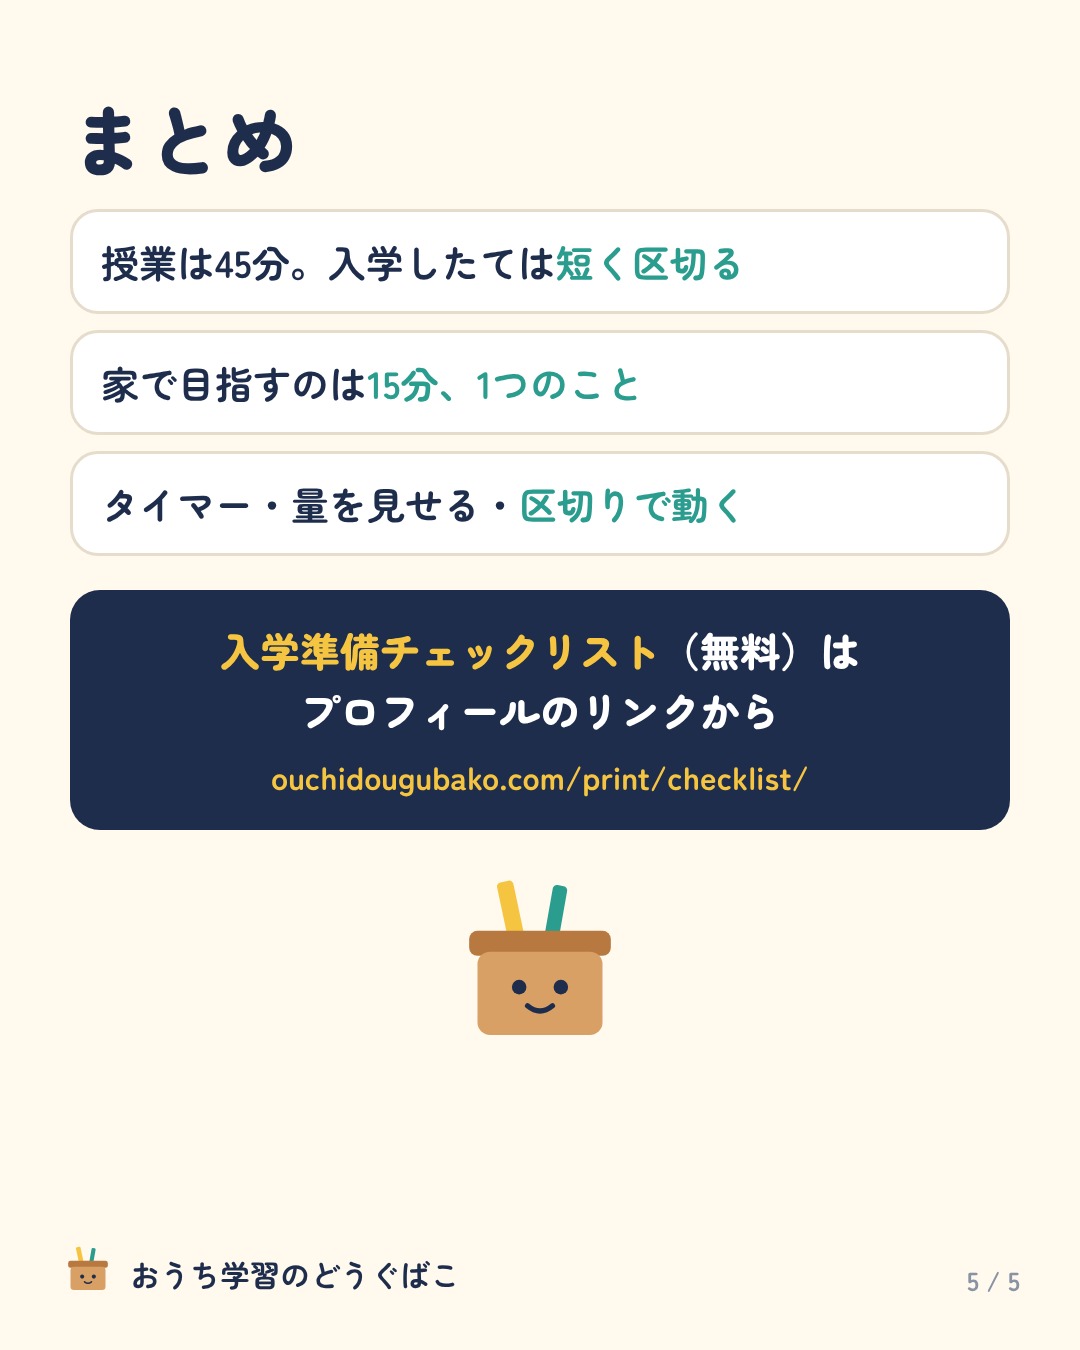 まとめ
授業は45分。入学したては短く区切る
家で目指すのは15分、1つのこと
タイマー・量を見せる・区切りで動く
入学準備チェックリスト（無料）は
プロフィールのリンクから
ouchidougubako.com/print/checklist/
おうち学習のどうぐばこ
5 / 5